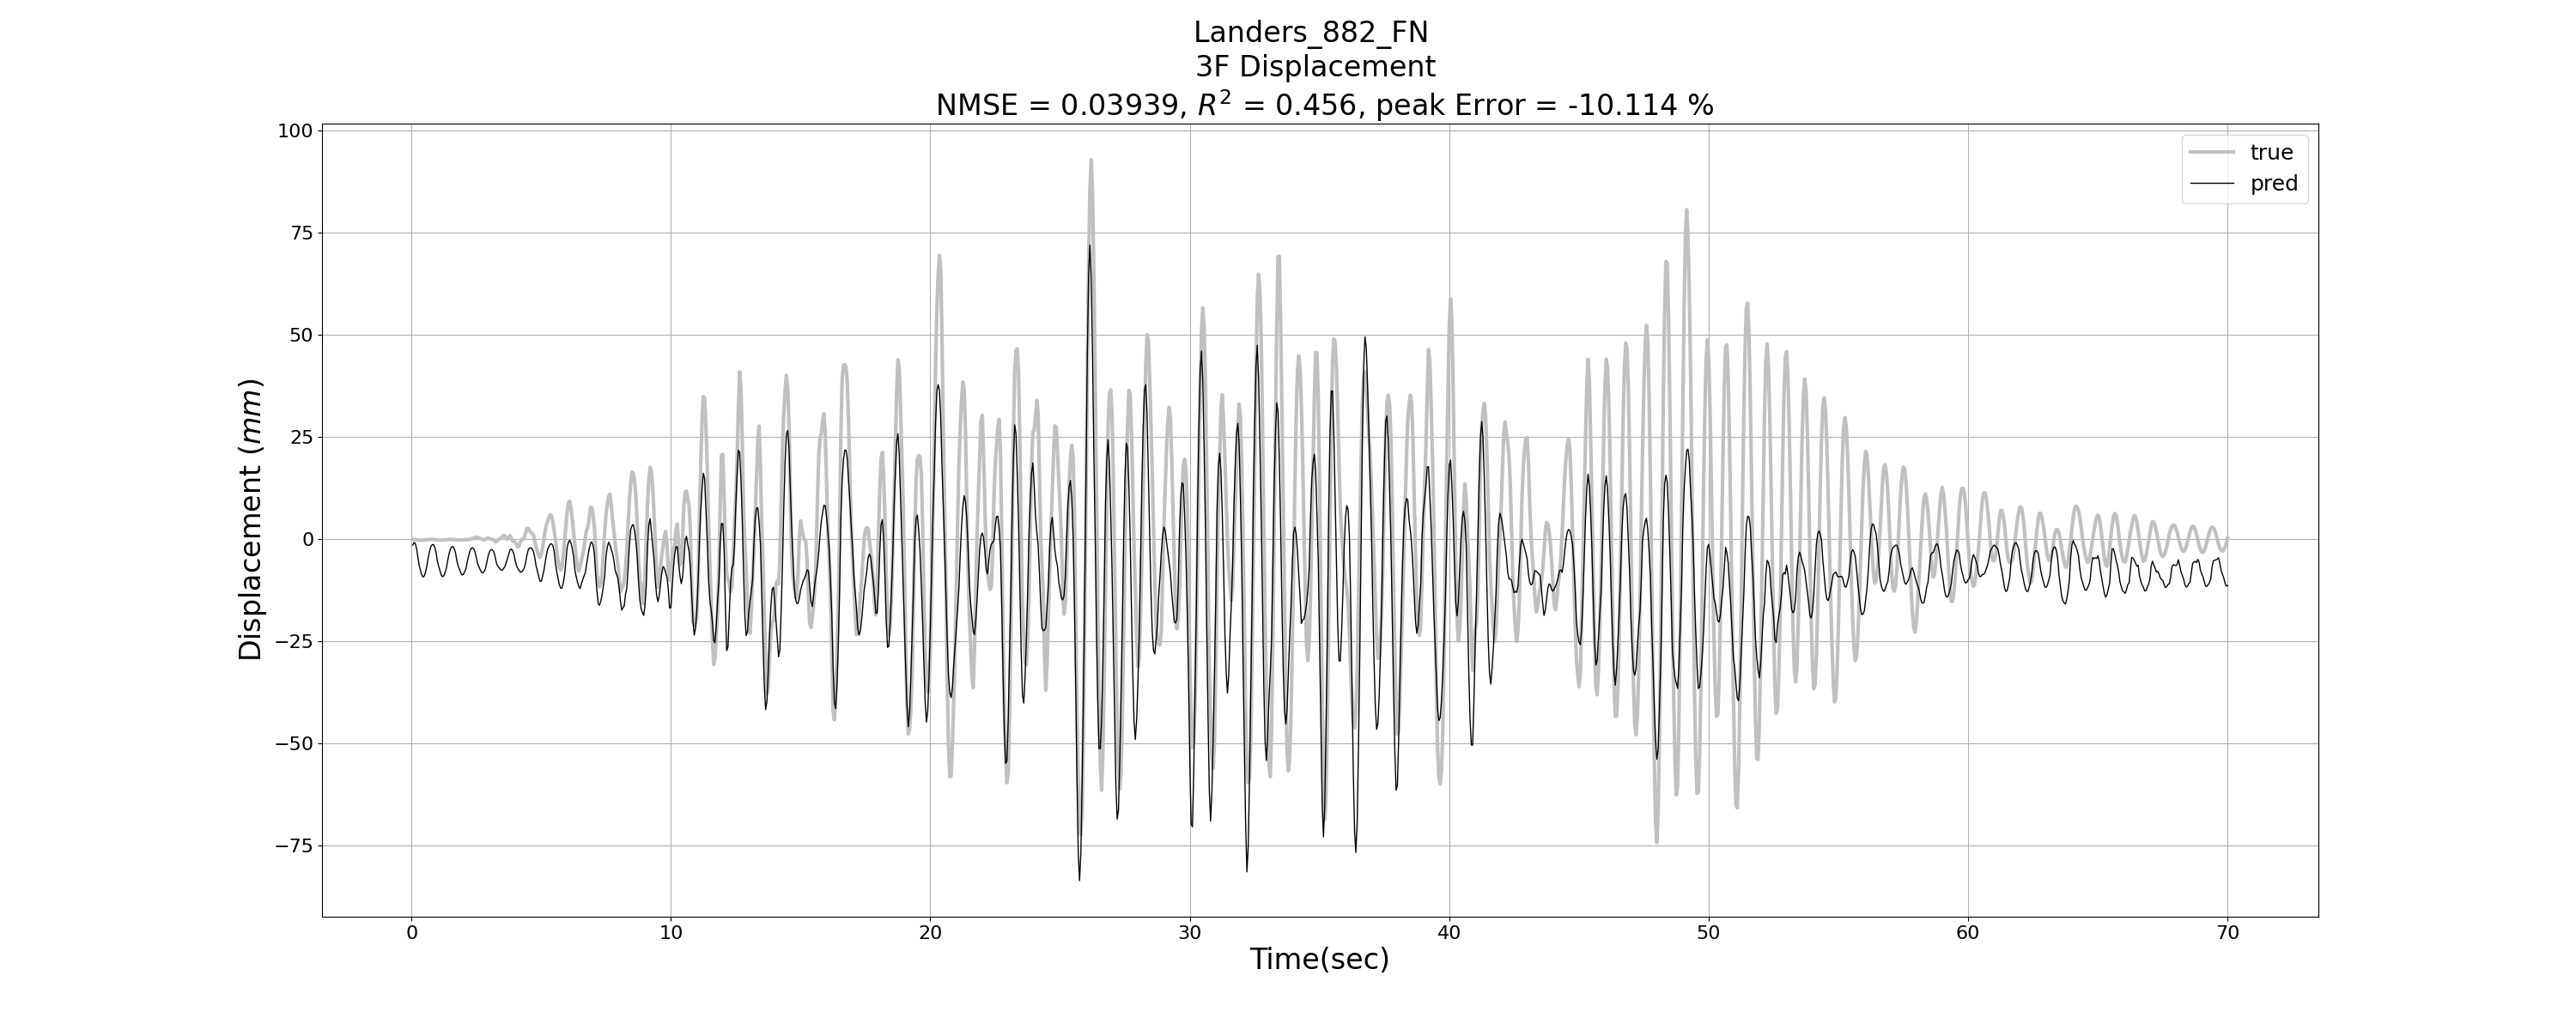 Landers_882_FN
3F Displacement
NMSE = 0.03939, R² = 0.456, peak Error = -10.114 %
true
pred
100
75
50
25
0
−25
−50
−75
Displacement (mm)
0 10 20 30 40 50 60 70
Time(sec)